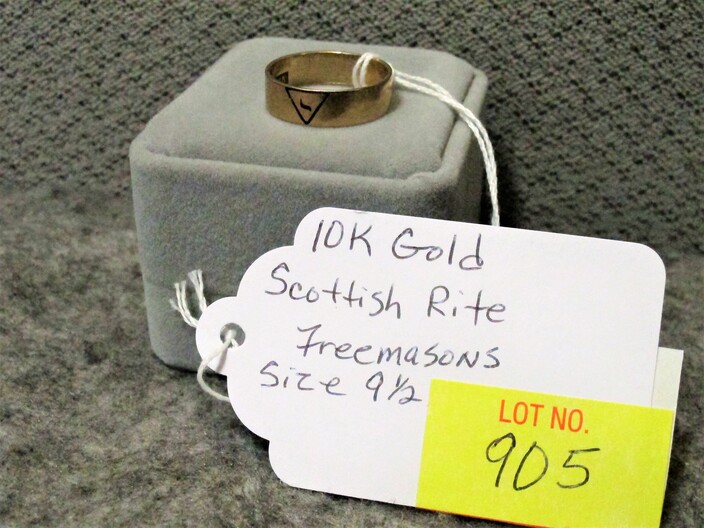 י
10K Gold
Scottish Rite
Freemasons
Size 9½
LOT NO.
905